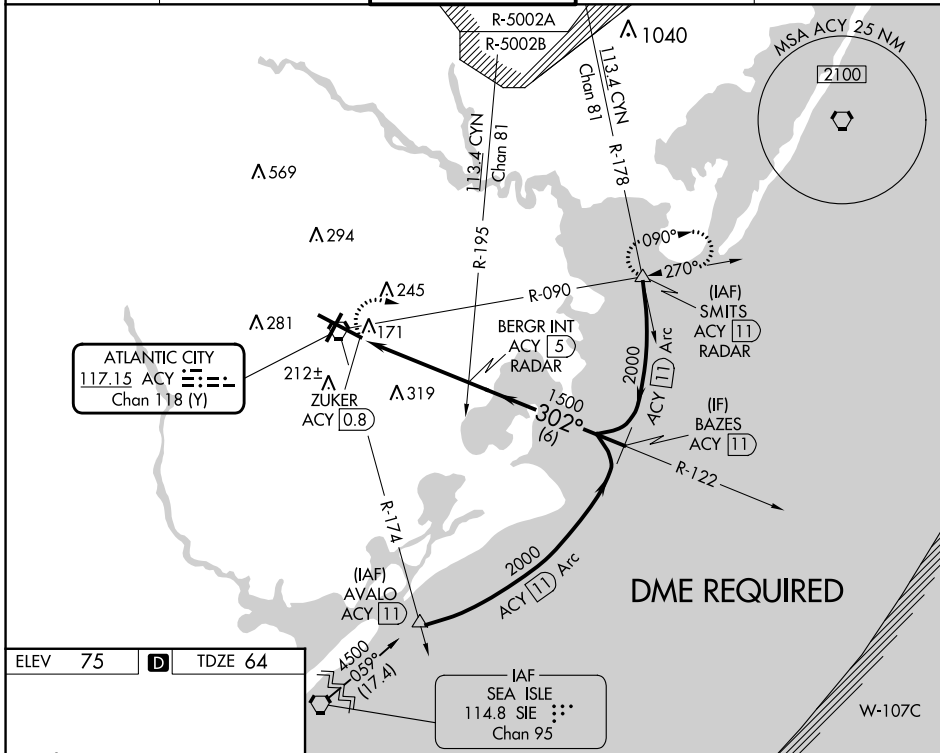 R-5002A
R-5002B
1040
MSA ACY 25 NM
2100
113.4 CYN
Chan 81
R-178
113.4 CYN
Chan 81
R-195
569
294
245
281
171
090°
270°
R-090
(IAF)
SMITS
ACY 11
RADAR
BERGR INT
ACY 5
RADAR
ATLANTIC CITY
117.15 ACY
Chan 118 (Y)
212±
ZUKER
ACY 0.8
319
2000
ACY 11 Arc
1500
302°
(6)
(IF)
BAZES
ACY 11
R-122
R-174
2000
ACY 11 Arc
(IAF)
AVALO
ACY 11
DME REQUIRED
ELEV 75 D TDZE 64
4500
059°
(17.4)
IAF
SEA ISLE
114.8 SIE
Chan 95
W-107C